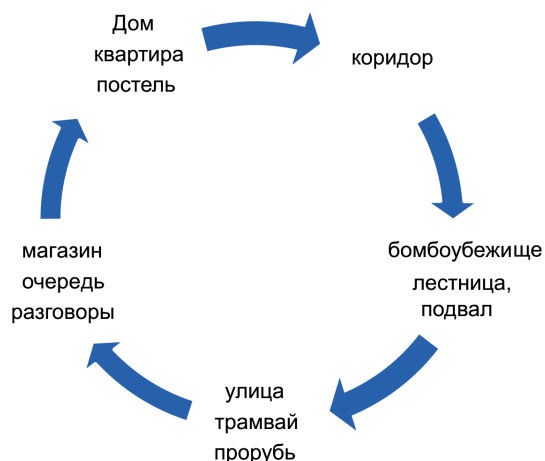 Дом
квартира
постель
коридор
бомбоубежище
лестница,
подвал
улица
трамвай
прорубь
магазин
очередь
разговоры